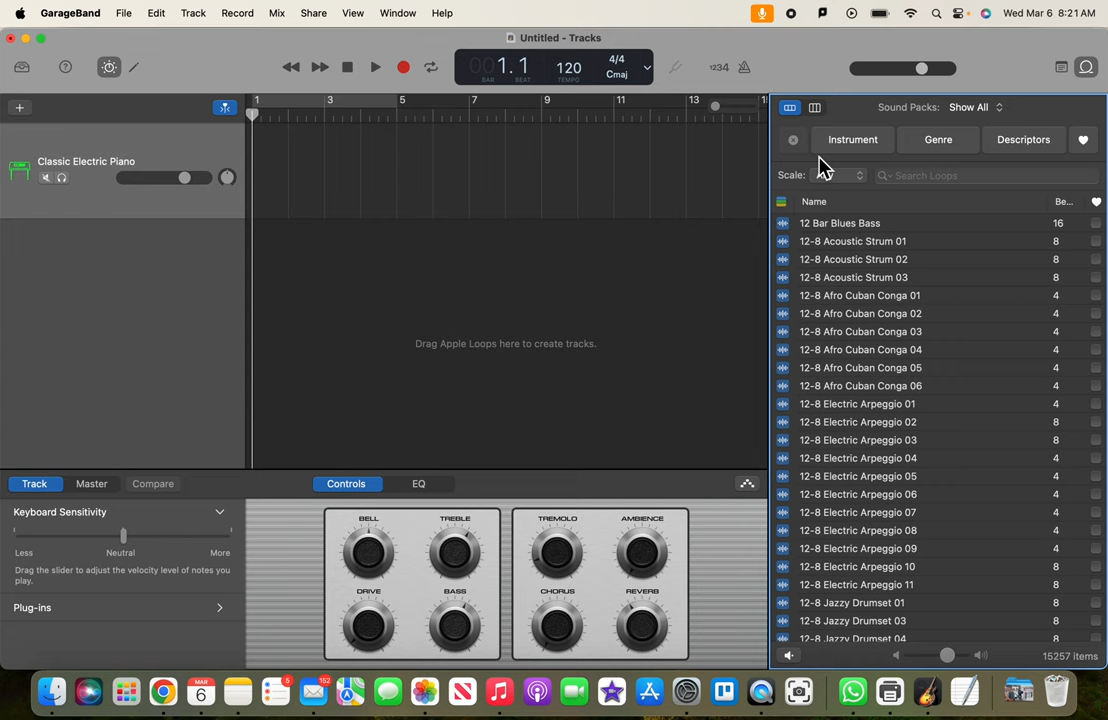 GarageBand File Edit Track Record Mix Share View Window Help Wed Mar 6 8:21 AM
Untitled - Tracks
001.1 BAR BEAT 120 TEMPO 4/4 Cmaj
1234
1 3 5 7 9 11 13
Sound Packs: Show All
Instrument Genre Descriptors
Classic Electric Piano
Scale: Search Loops
Name Be...
12 Bar Blues Bass 16
12-8 Acoustic Strum 01 8
12-8 Acoustic Strum 02 8
12-8 Acoustic Strum 03 8
12-8 Afro Cuban Conga 01 4
12-8 Afro Cuban Conga 02 4
12-8 Afro Cuban Conga 03 4
Drag Apple Loops here to create tracks.
12-8 Afro Cuban Conga 04 4
12-8 Afro Cuban Conga 05 4
12-8 Afro Cuban Conga 06 4
12-8 Electric Arpeggio 01 4
12-8 Electric Arpeggio 02 8
12-8 Electric Arpeggio 03 8
12-8 Electric Arpeggio 04 4
12-8 Electric Arpeggio 05 4
12-8 Electric Arpeggio 06 4
12-8 Electric Arpeggio 07 4
12-8 Electric Arpeggio 08 4
12-8 Electric Arpeggio 09 4
12-8 Electric Arpeggio 10 8
12-8 Electric Arpeggio 11 8
12-8 Jazzy Drumset 01 8
12-8 Jazzy Drumset 03 8
12-8 Jazzy Drumset 04 8
15257 items
Track Master Compare Controls EQ
Keyboard Sensitivity
Less Neutral More
Drag the slider to adjust the velocity level of notes you
play.
Plug-ins
BELL TREBLE TREMOLO AMBIENCE
DRIVE BASS CHORUS REVERB
MAR
6
5
152